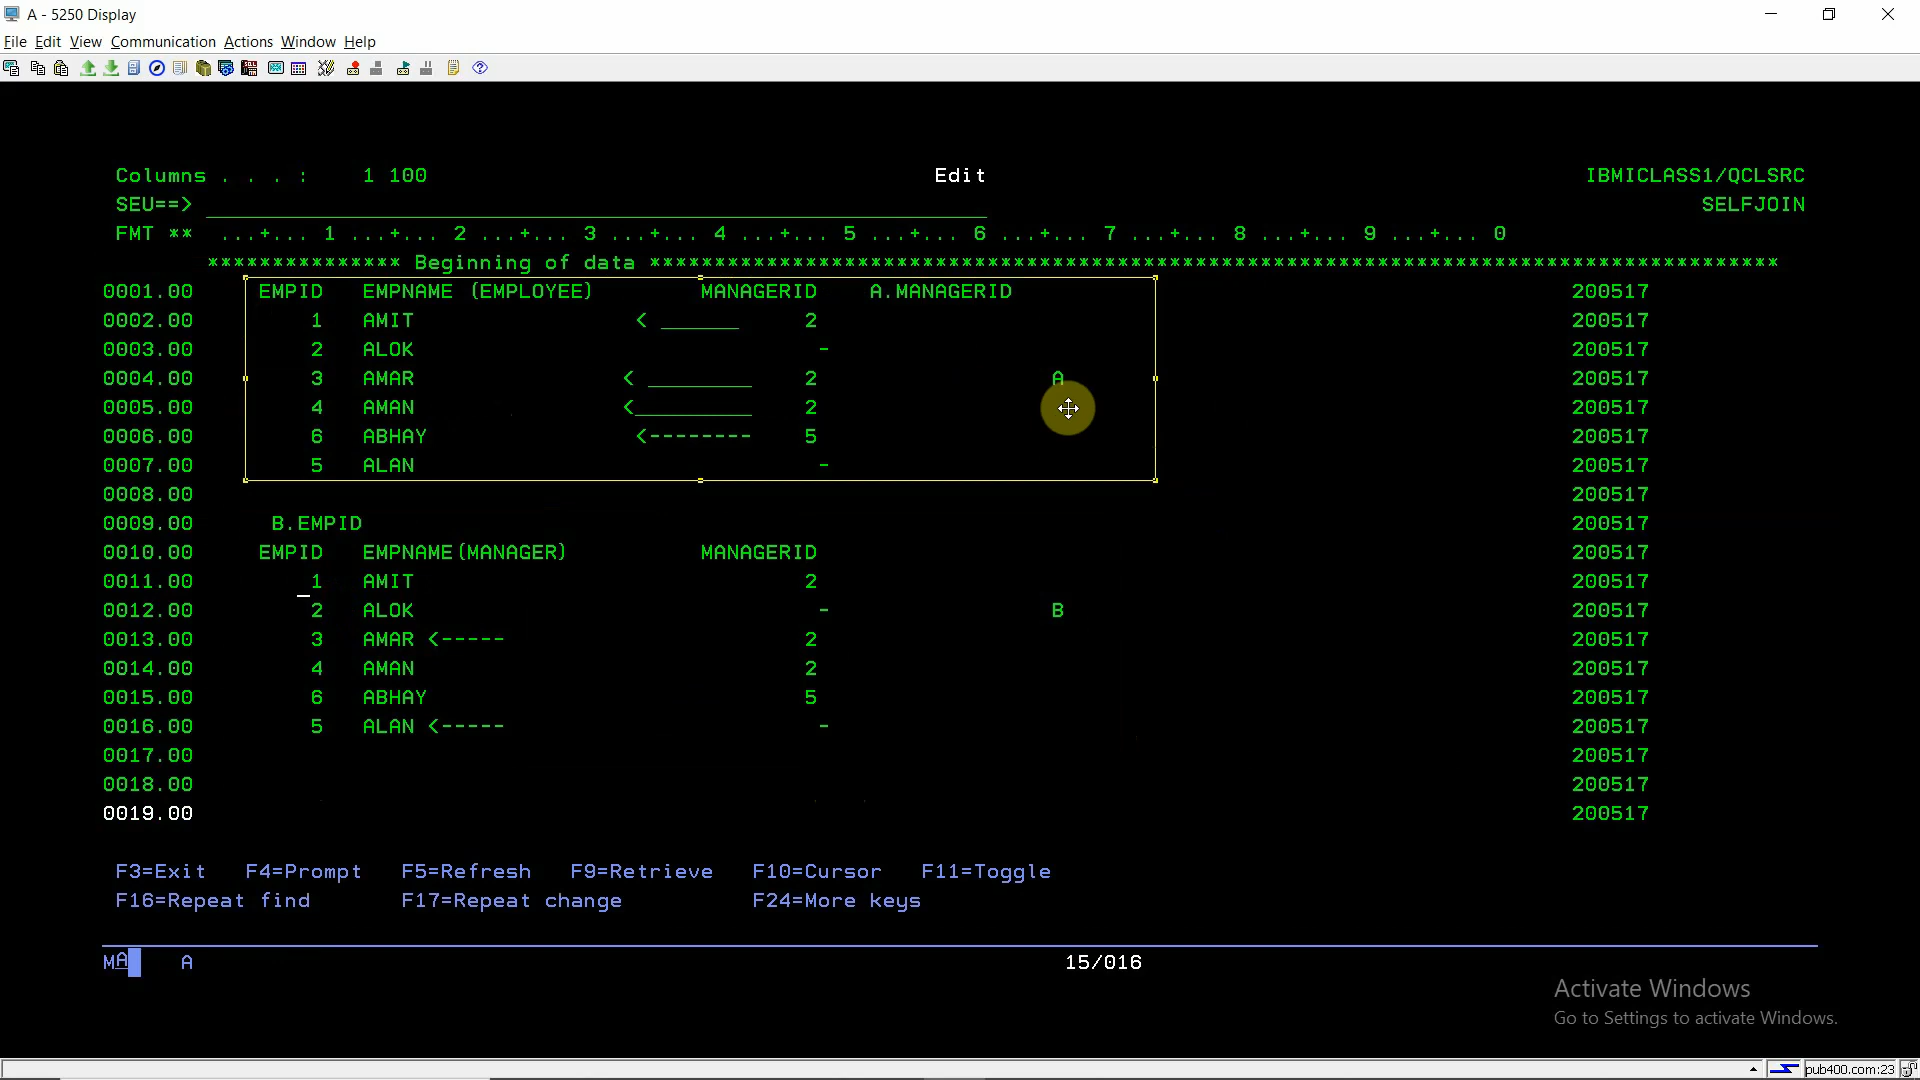 A - 5250 Display
File Edit View Communication Actions Window Help
Columns . . . :    1 100    Edit    IBMICLASS1/QCLSRC
SEU==> ____________________________________________________________ SELFJOIN
FMT ** ...+... 1 ...+... 2 ...+... 3 ...+... 4 ...+... 5 ...+... 6 ...+... 7 ...+... 8 ...+... 9 ...+... 0
*************** Beginning of data ***************************************************************************************
0001.00 EMPID EMPNAME (EMPLOYEE) MANAGERID A.MANAGERID 200517
0002.00 1 AMIT < ______ 2 200517
0003.00 2 ALOK - 200517
0004.00 3 AMAR < ________ 2 A 200517
0005.00 4 AMAN <_________ 2 200517
0006.00 6 ABHAY <-------- 5 200517
0007.00 5 ALAN - 200517
0008.00 200517
0009.00 B.EMPID 200517
0010.00 EMPID EMPNAME(MANAGER) MANAGERID 200517
0011.00 1 AMIT 2 200517
0012.00 2 ALOK - B 200517
0013.00 3 AMAR <----- 2 200517
0014.00 4 AMAN 2 200517
0015.00 6 ABHAY 5 200517
0016.00 5 ALAN <----- - 200517
0017.00 200517
0018.00 200517
0019.00 200517
F3=Exit F4=Prompt F5=Refresh F9=Retrieve F10=Cursor F11=Toggle
F16=Repeat find F17=Repeat change F24=More keys
MA A 15/016
Activate Windows
Go to Settings to activate Windows.
pub400.com:23